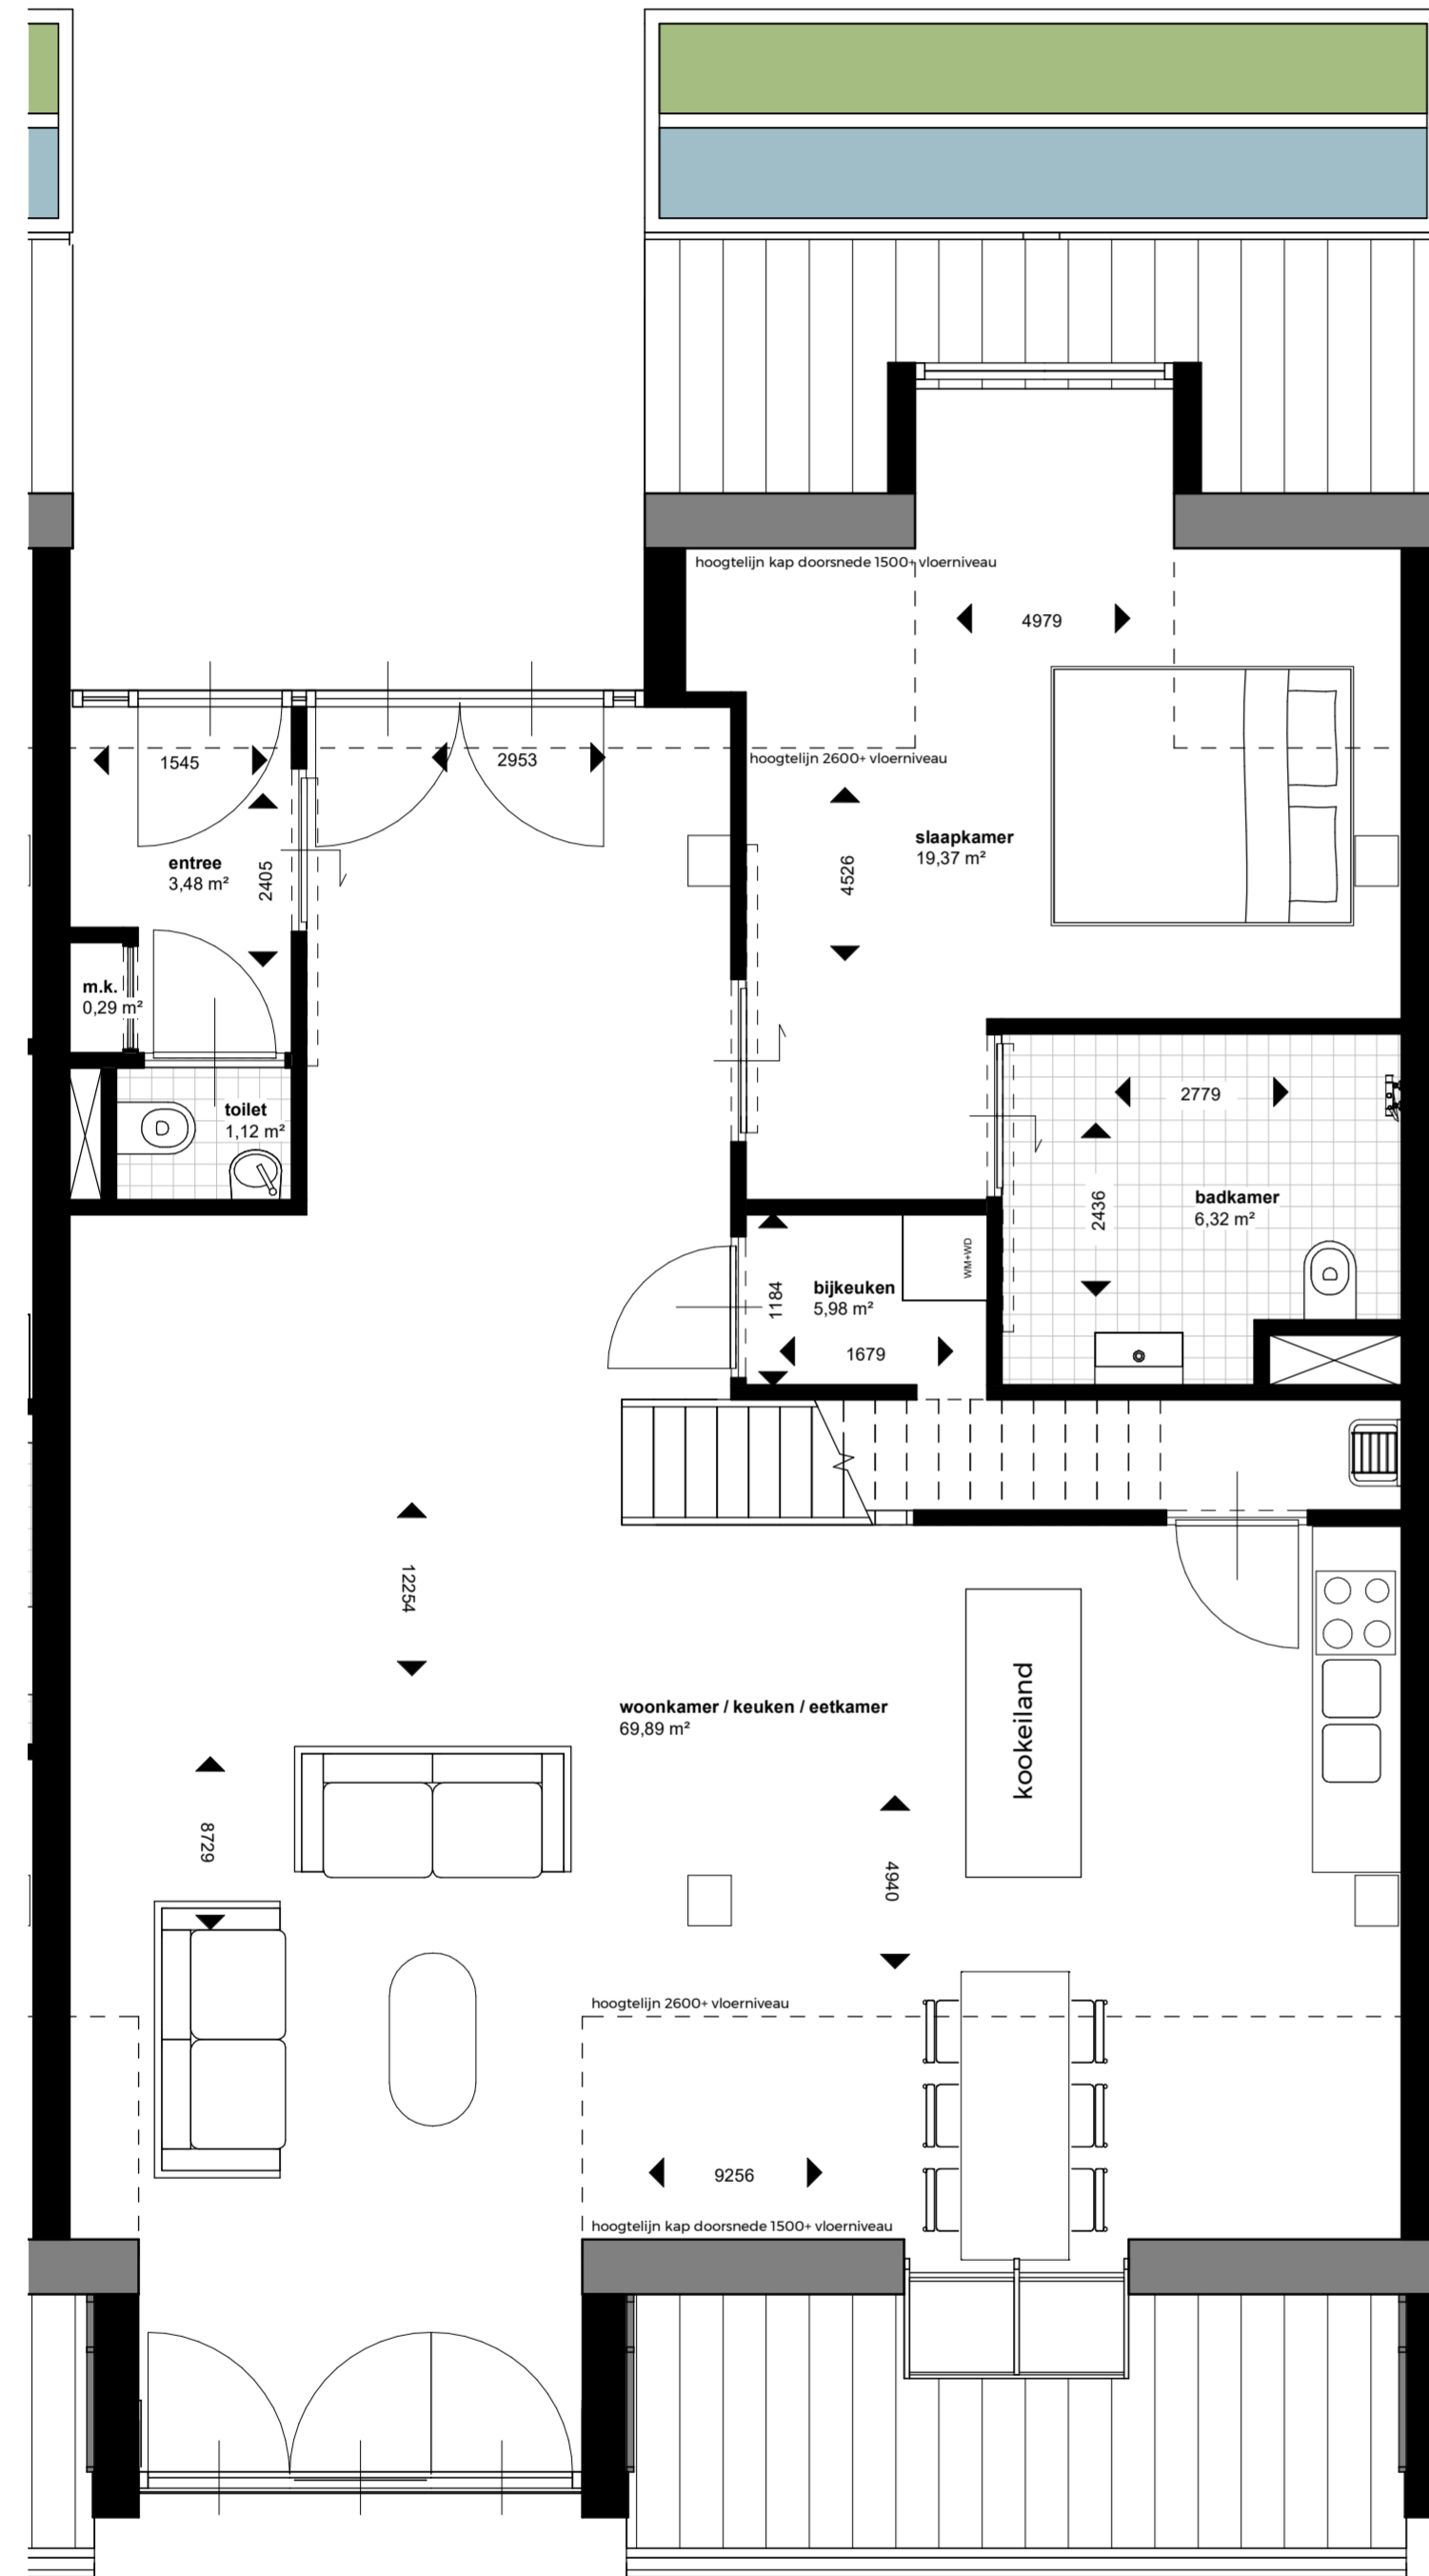 hoogtelijn kap doorsnede 1500+ vloerniveau
4979
hoogtelijn 2600+ vloerniveau
1545
2953
slaapkamer
19,37 m²
4526
entree
3,48 m²
2405
m.k.
0,29 m²
toilet
1,12 m²
2779
2436
badkamer
6,32 m²
WM+WD
bijkeuken
5,98 m²
1184
1679
12254
woonkamer / keuken / eetkamer
69,89 m²
kookeiland
8729
4940
hoogtelijn 2600+ vloerniveau
9256
hoogtelijn kap doorsnede 1500+ vloerniveau